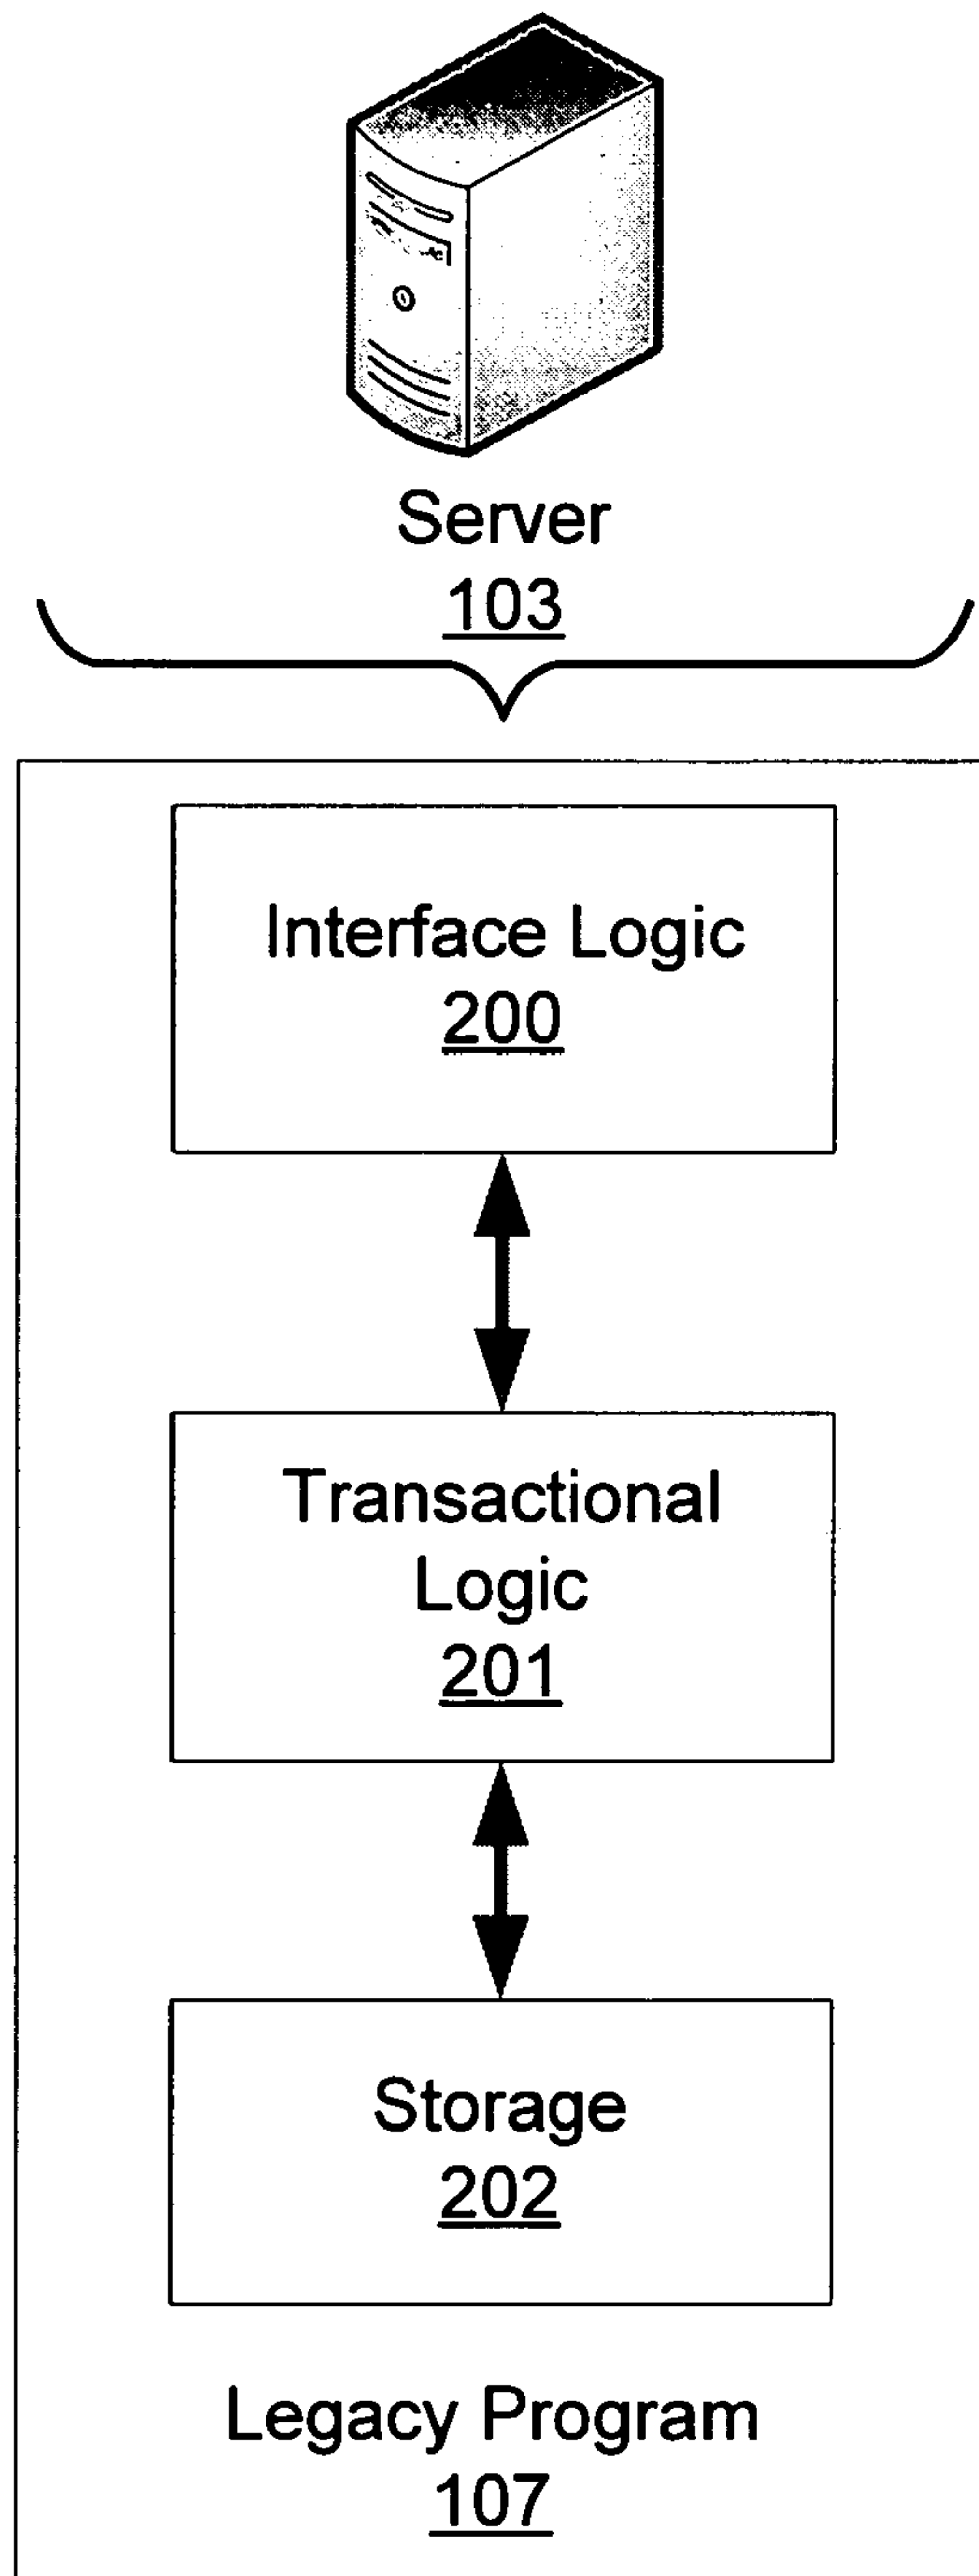 Server
103
Interface Logic
200
Transactional
Logic
201
Storage
202
Legacy Program
107